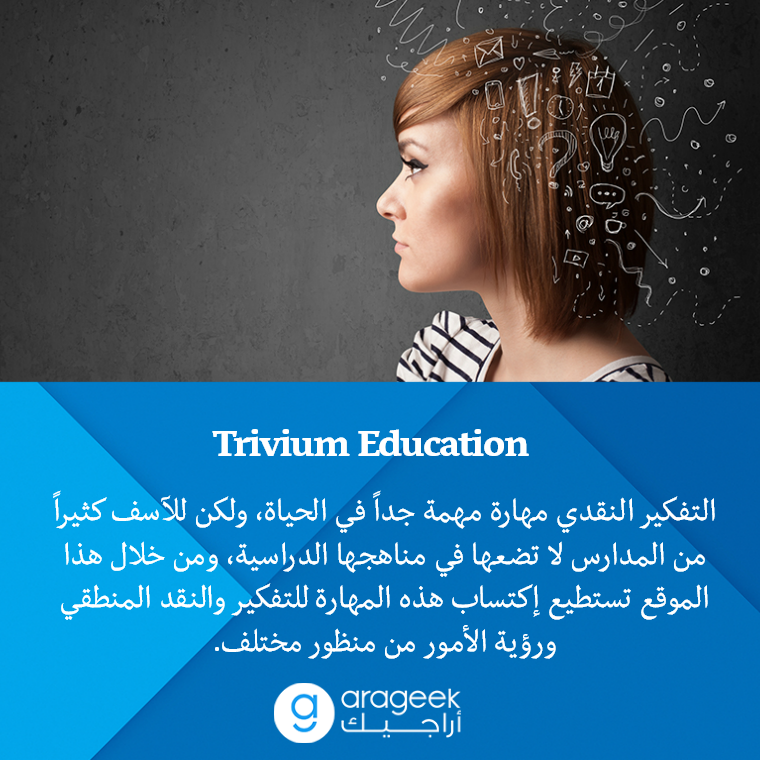 Trivium Education
التفكير النقدي مهارة مهمة جداً في الحياة، ولكن للآسف كثيراً
من المدارس لا تضعها في مناهجها الدراسية، ومن خلال هذا
الموقع تستطيع إكتساب هذه المهارة للتفكير والنقد المنطقي
ورؤية الأمور من منظور مختلف.
arageek
أراجيـــك